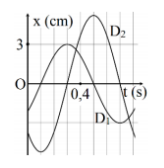 x (cm)
D₂
3
O
0,4
t (s)
D₁